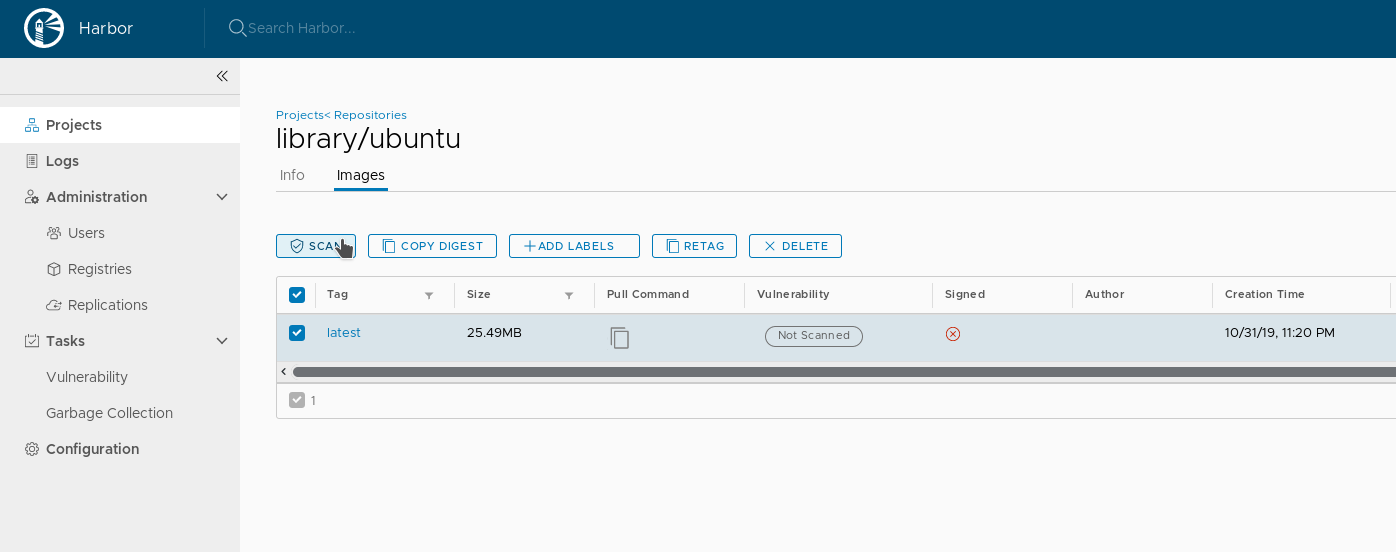 Harbor
Search Harbor...
Projects
Logs
Administration
Users
Registries
Replications
Tasks
Vulnerability
Garbage Collection
Configuration
Projects< Repositories
library/ubuntu
Info Images
SCAN COPY DIGEST ADD LABELS RETAG DELETE
Tag Size Pull Command Vulnerability Signed Author Creation Time
latest 25.49MB Not Scanned 10/31/19, 11:20 PM
1